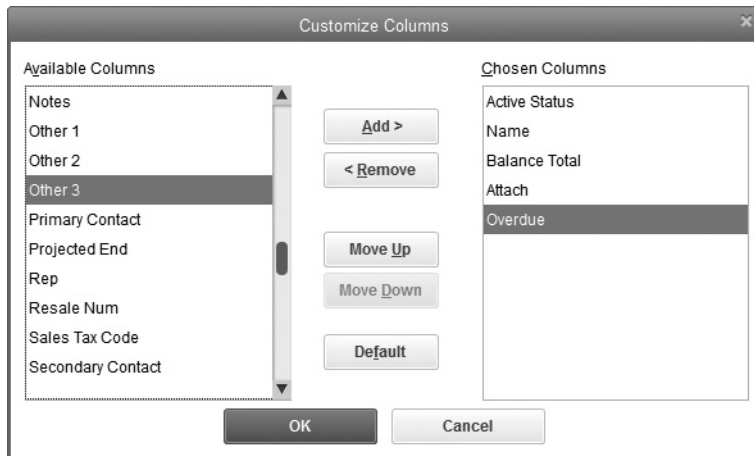 Customize Columns
Available Columns
Notes
Other 1
Other 2
Other 3
Primary Contact
Projected End
Rep
Resale Num
Sales Tax Code
Secondary Contact
Add >
< Remove
Move Up
Move Down
Default
Chosen Columns
Active Status
Name
Balance Total
Attach
Overdue
OK
Cancel